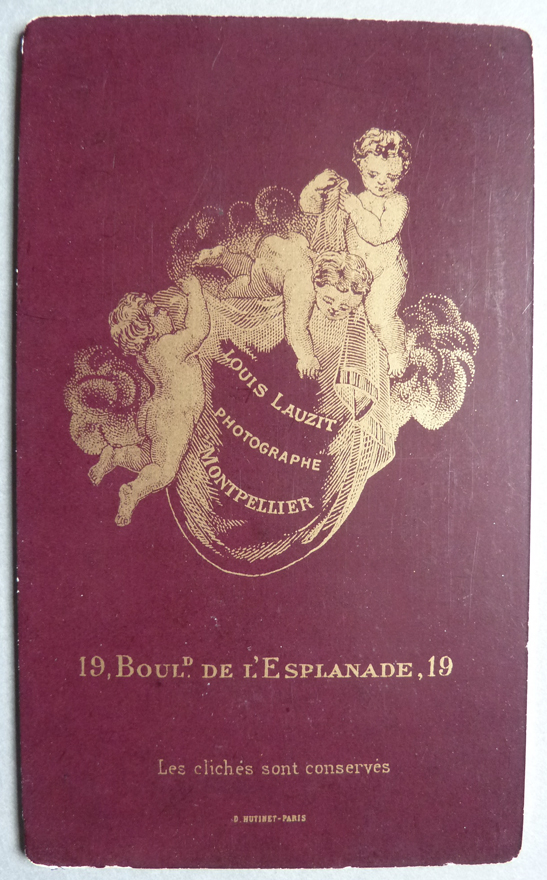 LOUIS LAUZIT
PHOTOGRAPHE
MONTPELLIER
19, BOULD. DE L'ESPLANADE, 19
Les clichés sont conservés
D. HUTINET-PARIS